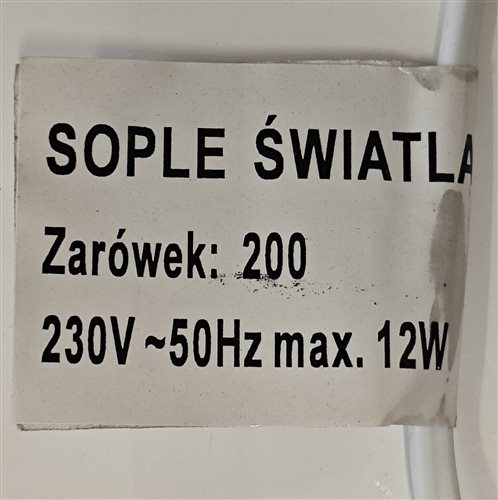 SOPLE ŚWIATLA
Zarówek: 200
230V ~50Hz max. 12W